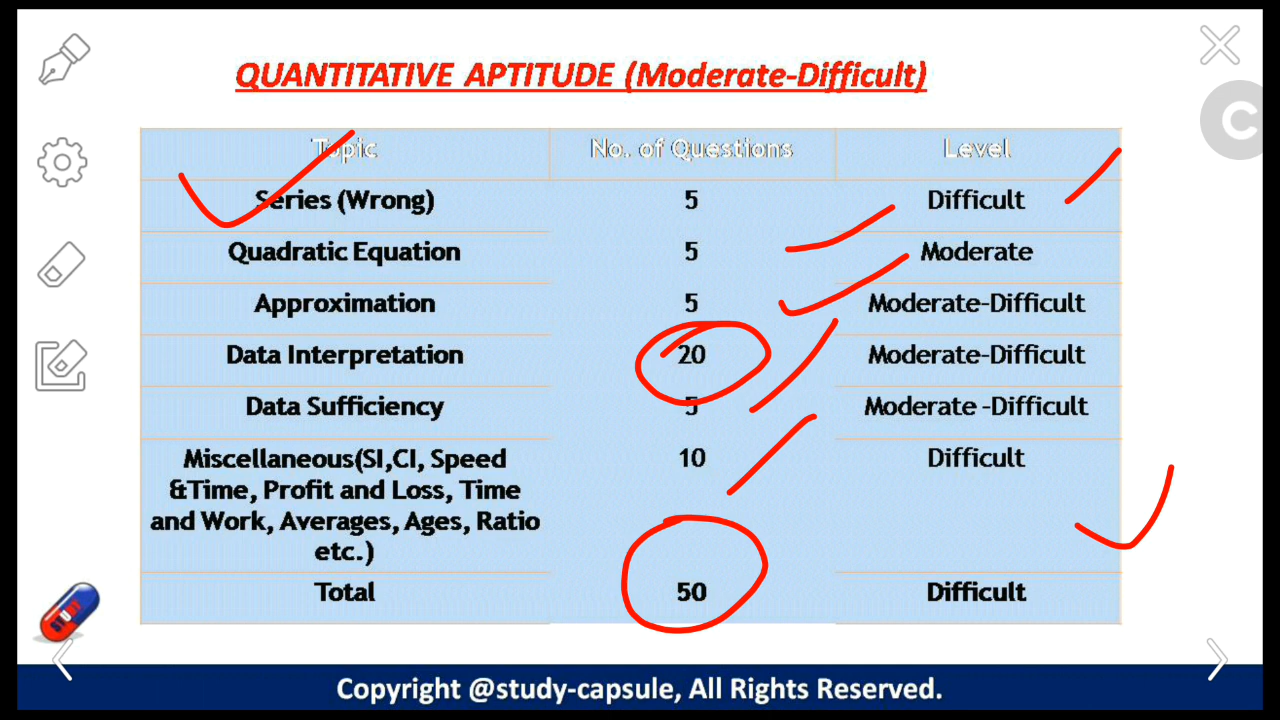 QUANTITATIVE APTITUDE (Moderate-Difficult)
Topic No. of Questions Level
Series (Wrong) 5 Difficult
Quadratic Equation 5 Moderate
Approximation 5 Moderate-Difficult
Data Interpretation 20 Moderate-Difficult
Data Sufficiency 5 Moderate -Difficult
Miscellaneous(SI,CI, Speed 10 Difficult
&Time, Profit and Loss, Time
and Work, Averages, Ages, Ratio
etc.)
Total 50 Difficult
STUDY
C
Copyright @study-capsule, All Rights Reserved.